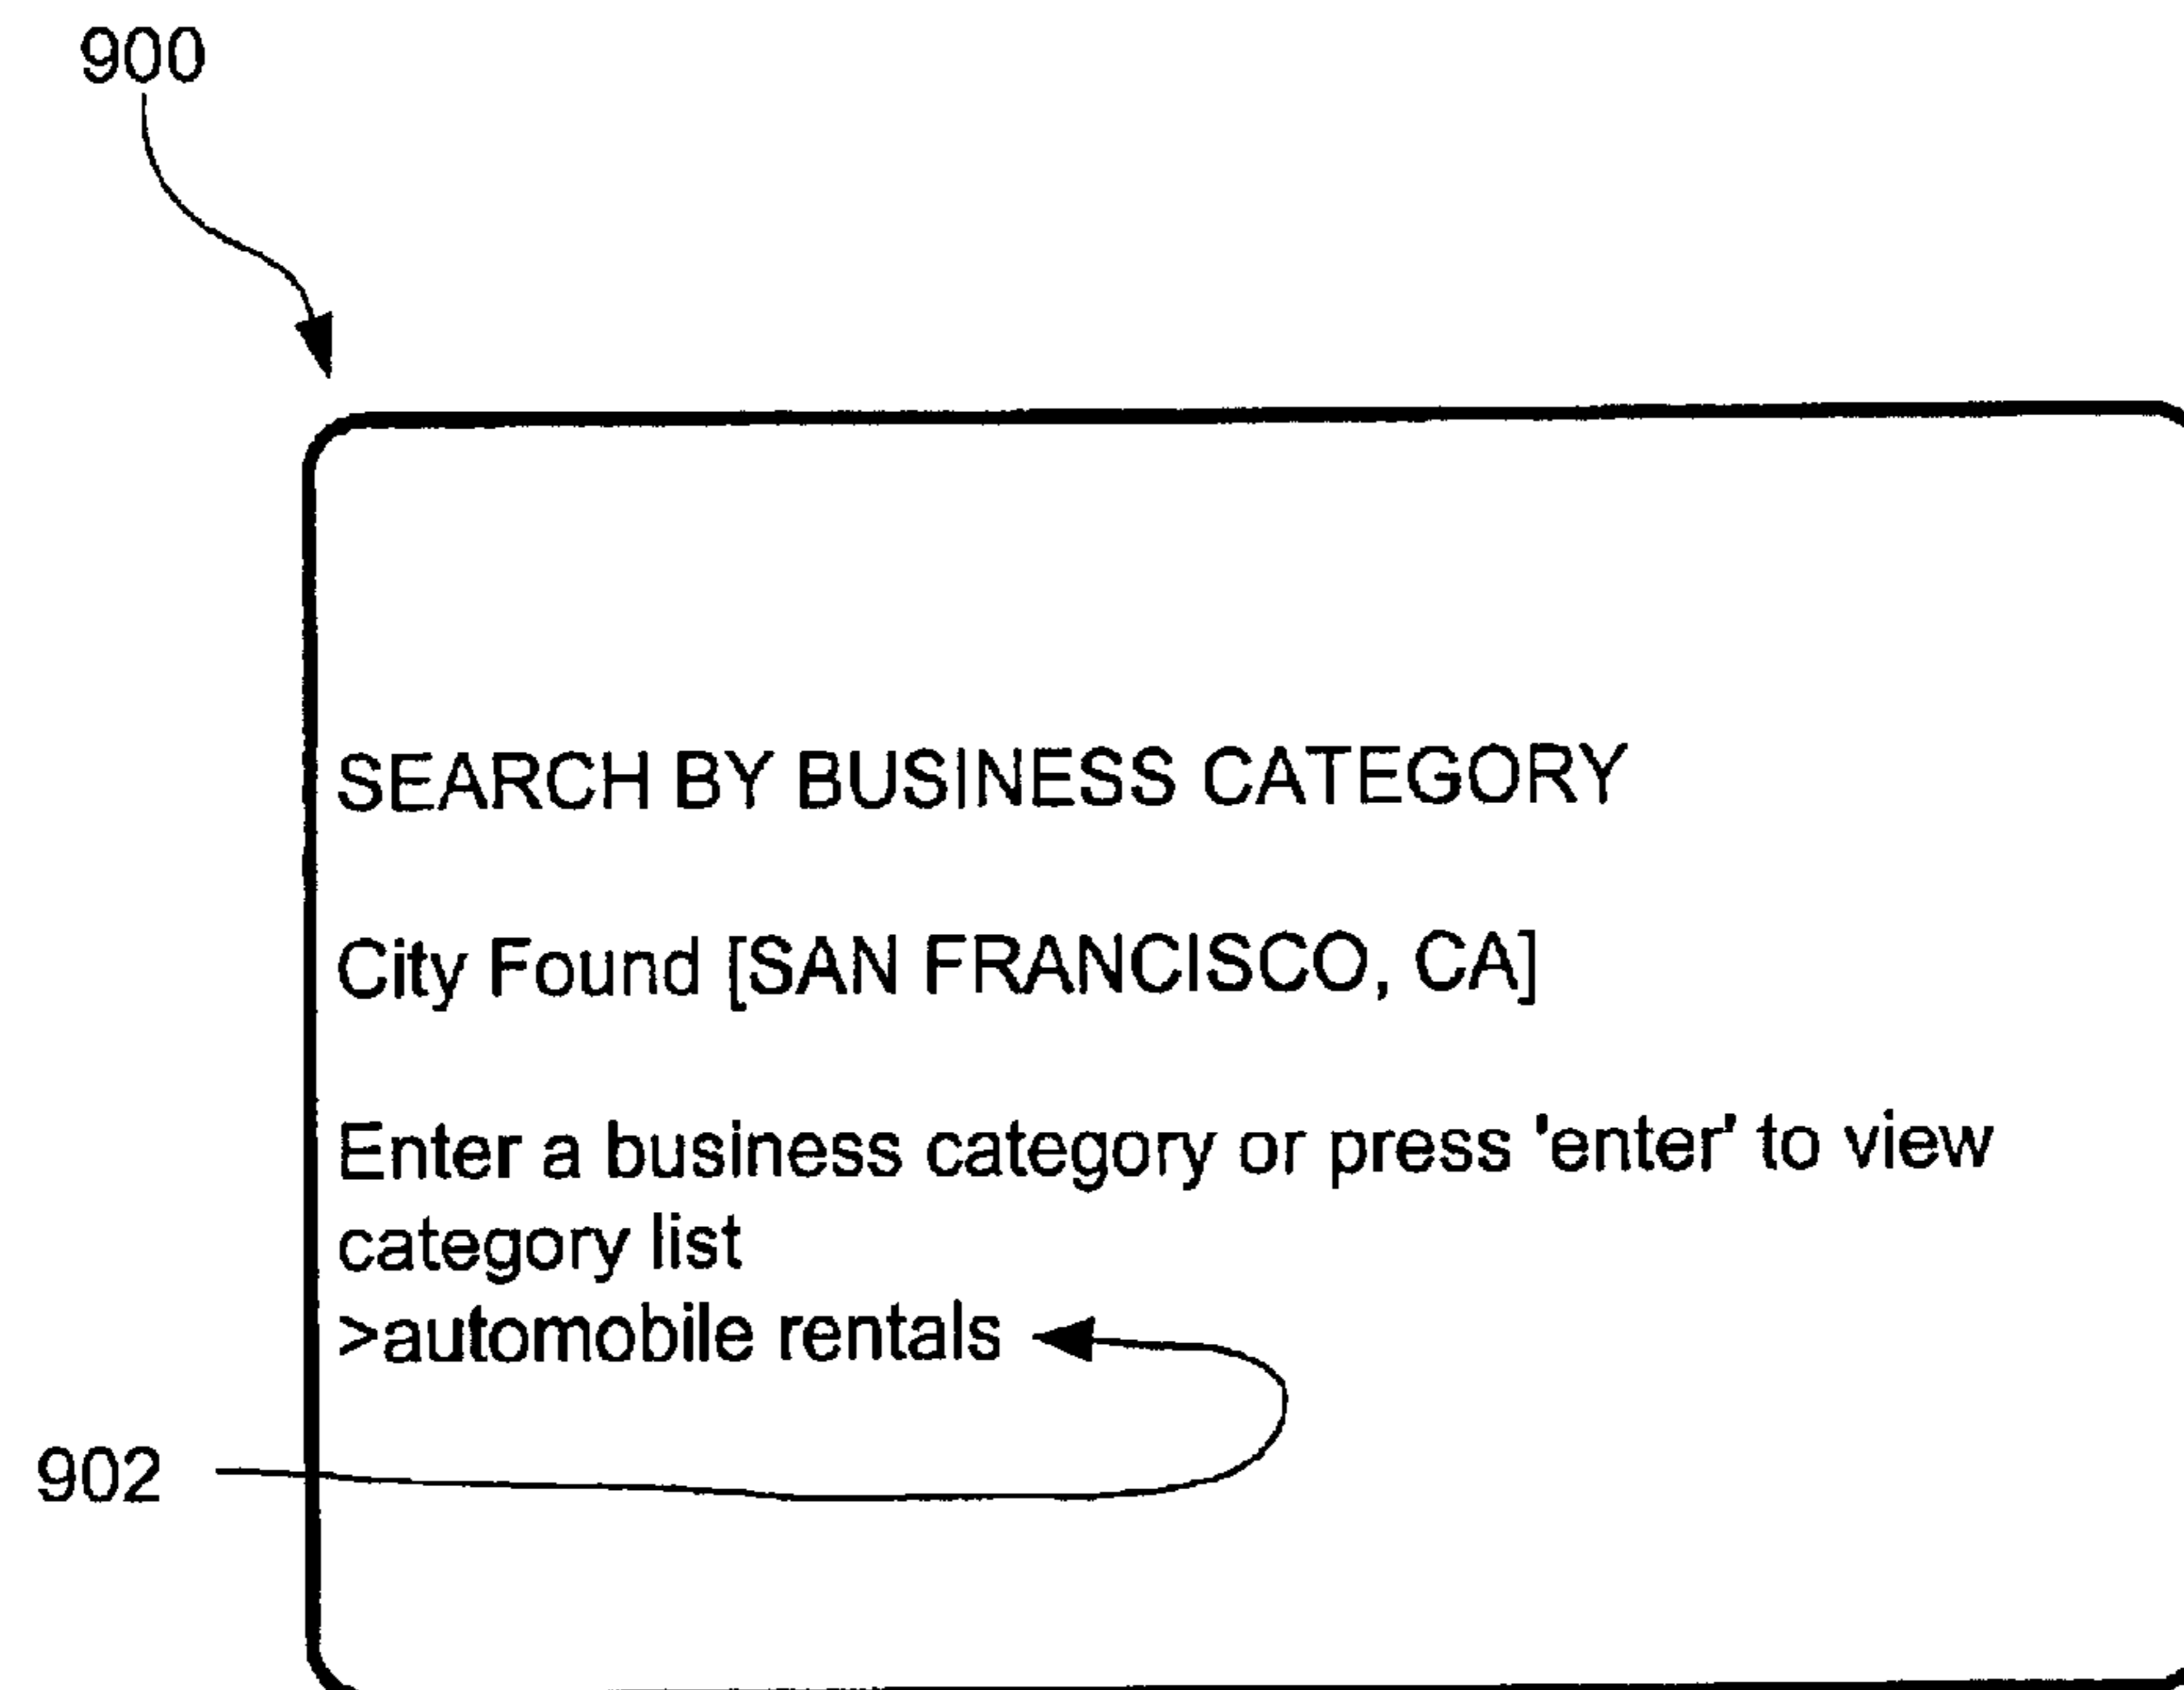 900
SEARCH BY BUSINESS CATEGORY
City Found [SAN FRANCISCO, CA]
Enter a business category or press 'enter' to view
category list
>automobile rentals
902